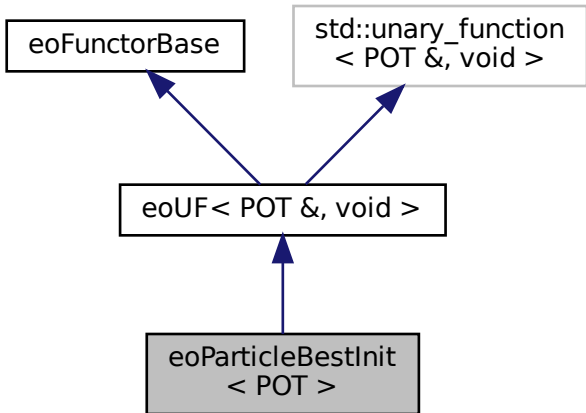 eoFunctorBase
std::unary_function
< POT &, void >
eoUF< POT &, void >
eoParticleBestInit
< POT >